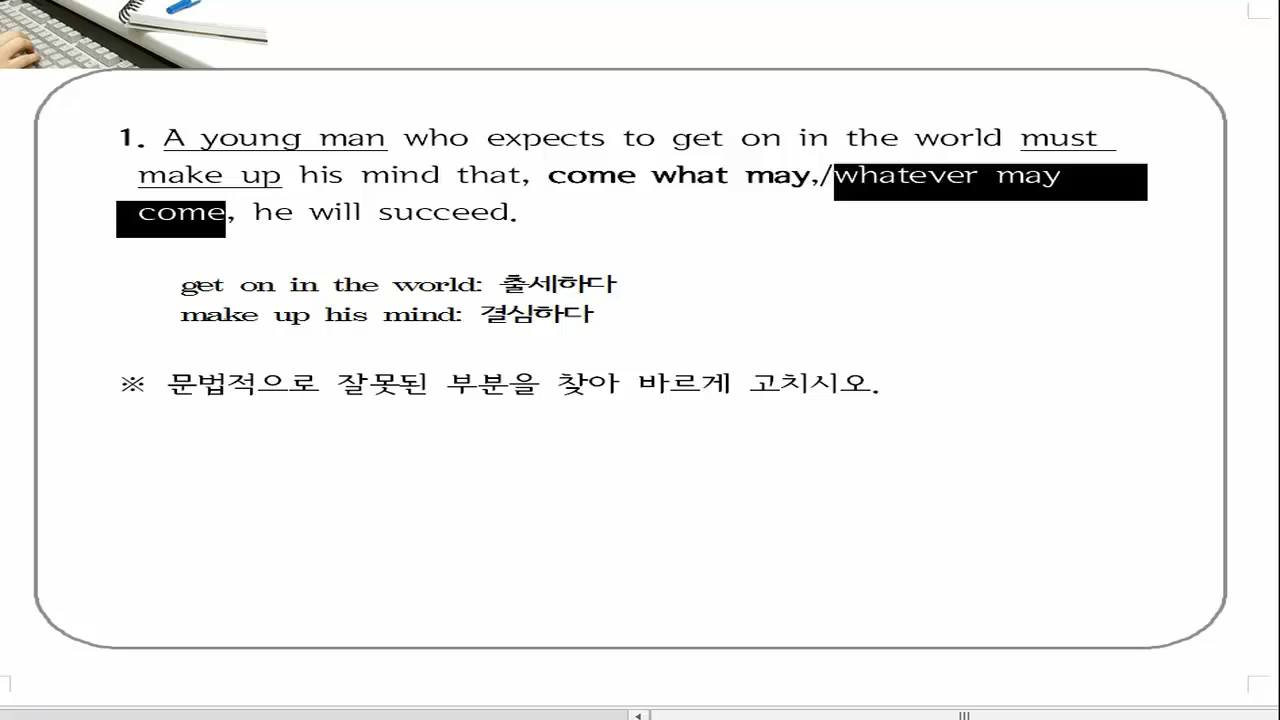 1. A young man who expects to get on in the world must
make up his mind that, come what may,/whatever may
come, he will succeed.
get on in the world: 출세하다
make up his mind: 결심하다
※ 문법적으로 잘못된 부분을 찾아 바르게 고치시오.